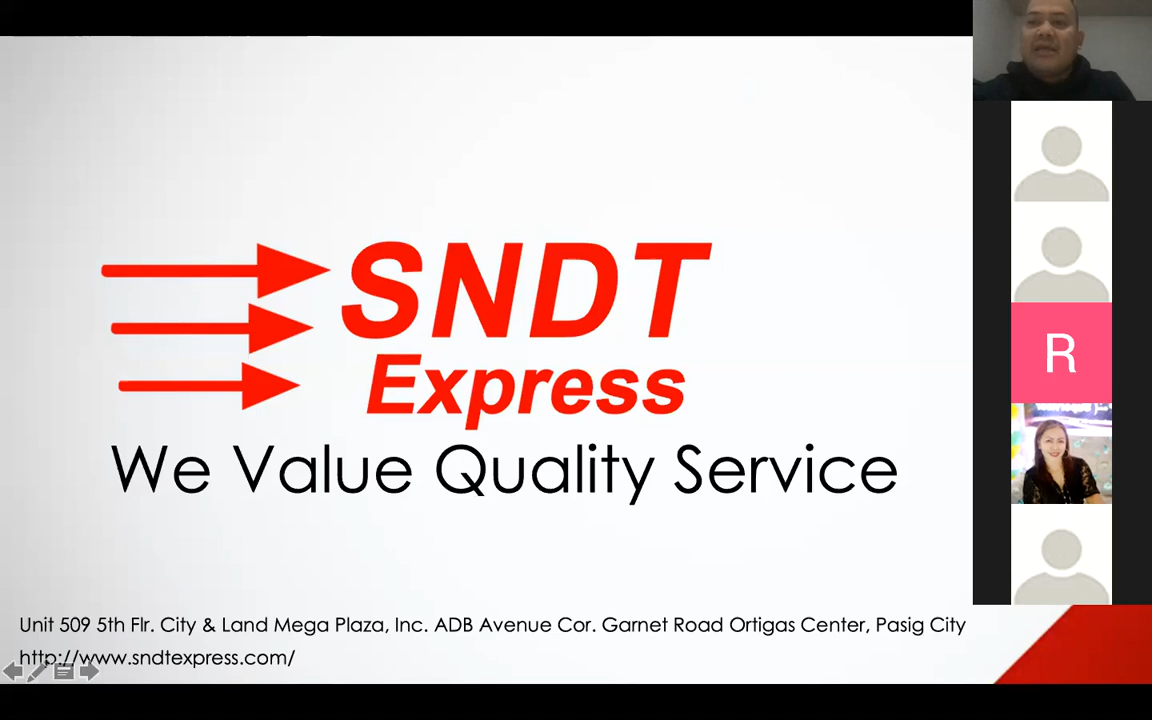 SNDT
Express
We Value Quality Service
Unit 509 5th Flr. City & Land Mega Plaza, Inc. ADB Avenue Cor. Garnet Road Ortigas Center, Pasig City
http://www.sndtexpress.com/
R